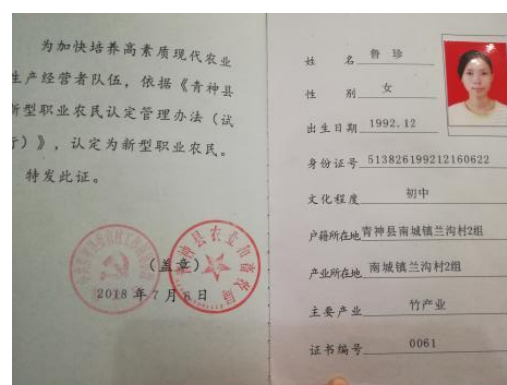 为加快培养高素质现代农业
生产经营者队伍，依据《青神县
新型职业农民认定管理办法（试
行）》，认定为新型职业农民。
特发此证。
（盖章）
2018年7月6日
姓 名 鲁珍
性 别 女
出生日期 1992.12
身份证号 513826199212160622
文化程度 初中
户籍所在地 青神县南城镇兰沟村2组
产业所在地 南城镇兰沟村2组
主要产业 竹产业
证书编号 0061